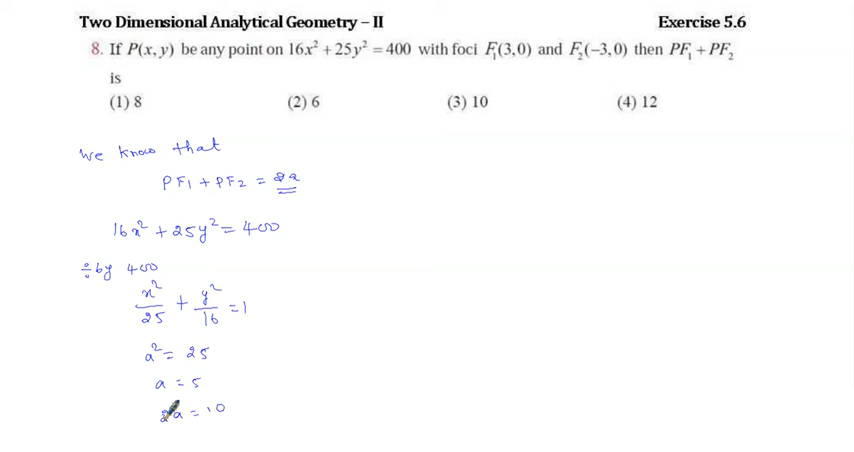 Two Dimensional Analytical Geometry – II Exercise 5.6
8. If P(x, y) be any point on 16x² + 25y² = 400 with foci F₁(3,0) and F₂(−3,0) then PF₁ + PF₂
is
(1) 8 (2) 6 (3) 10 (4) 12
We know that
PF₁ + PF₂ = 2a
16x² + 25y² = 400
÷ by 400
x²/25 + y²/16 = 1
a² = 25
a = 5
2a = 10